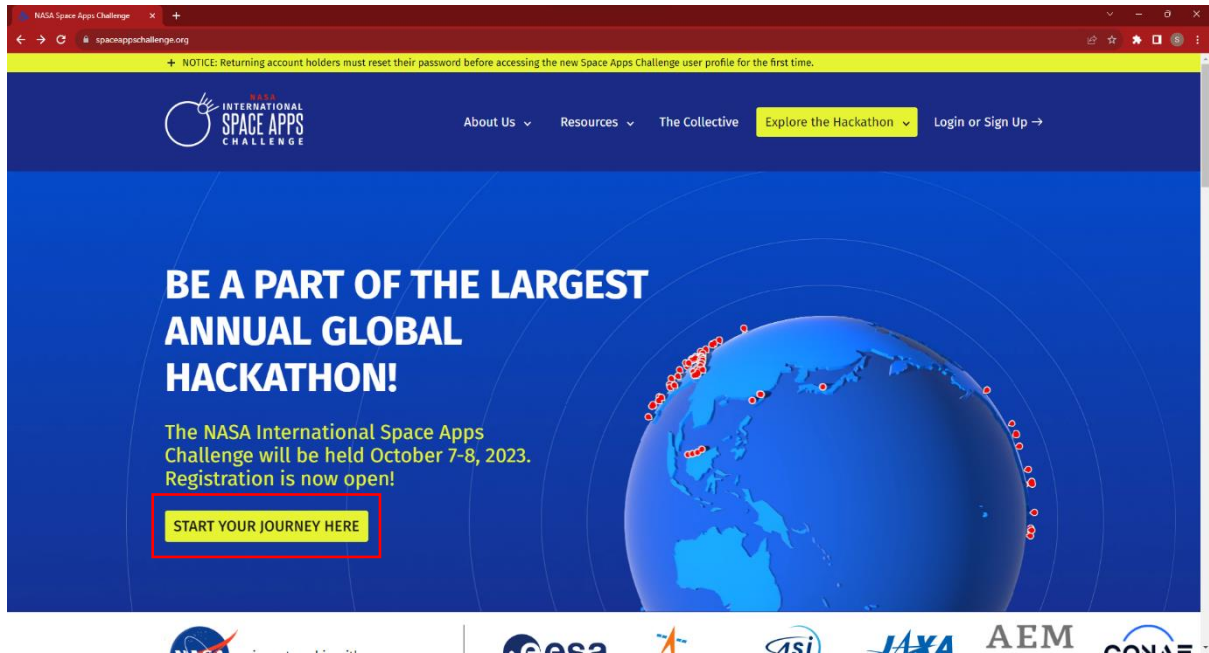 NASA Space Apps Challenge
spaceappschallenge.org
S
+ NOTICE: Returning account holders must reset their password before accessing the new Space Apps Challenge user profile for the first time.
NASA
INTERNATIONAL
SPACE APPS
CHALLENGE
About Us
Resources
The Collective
Explore the Hackathon
Login or Sign Up →
BE A PART OF THE LARGEST
ANNUAL GLOBAL
HACKATHON!
The NASA International Space Apps
Challenge will be held October 7-8, 2023.
Registration is now open!
START YOUR JOURNEY HERE
NASA
esa
asi
JAXA
AEM
CONAE